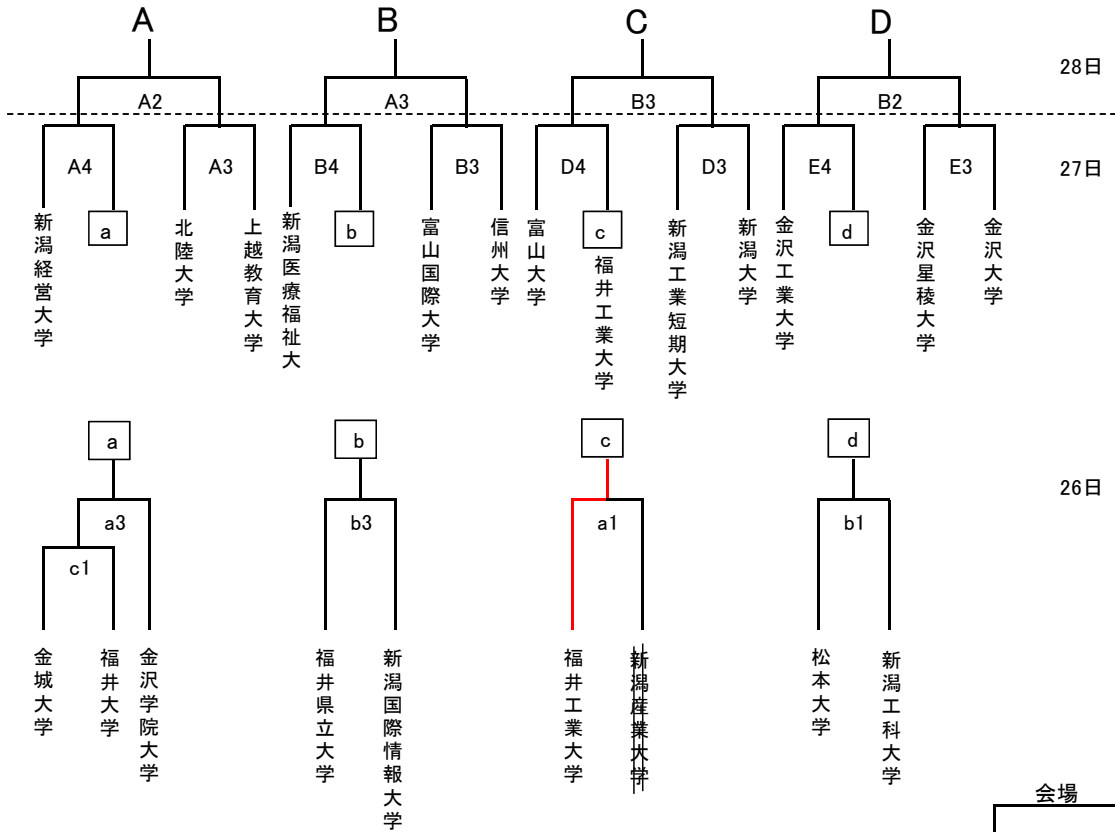 A B C D
28日
A2 A3 B3 B2
27日
A4 A3 B4 B3 D4 D3 E4 E3
新潟経営大学
a
北陸大学
上越教育大学
新潟医療福祉大
b
富山国際大学
信州大学
富山大学
c
福井工業大学
新潟工業短期大学
新潟大学
金沢工業大学
d
金沢星稜大学
金沢大学
a b c d
26日
a3 b3 a1 b1
c1
金城大学
福井大学
金沢学院大学
福井県立大学
新潟国際情報大学
福井工業大学
新潟産業大学
松本大学
新潟工科大学
会場